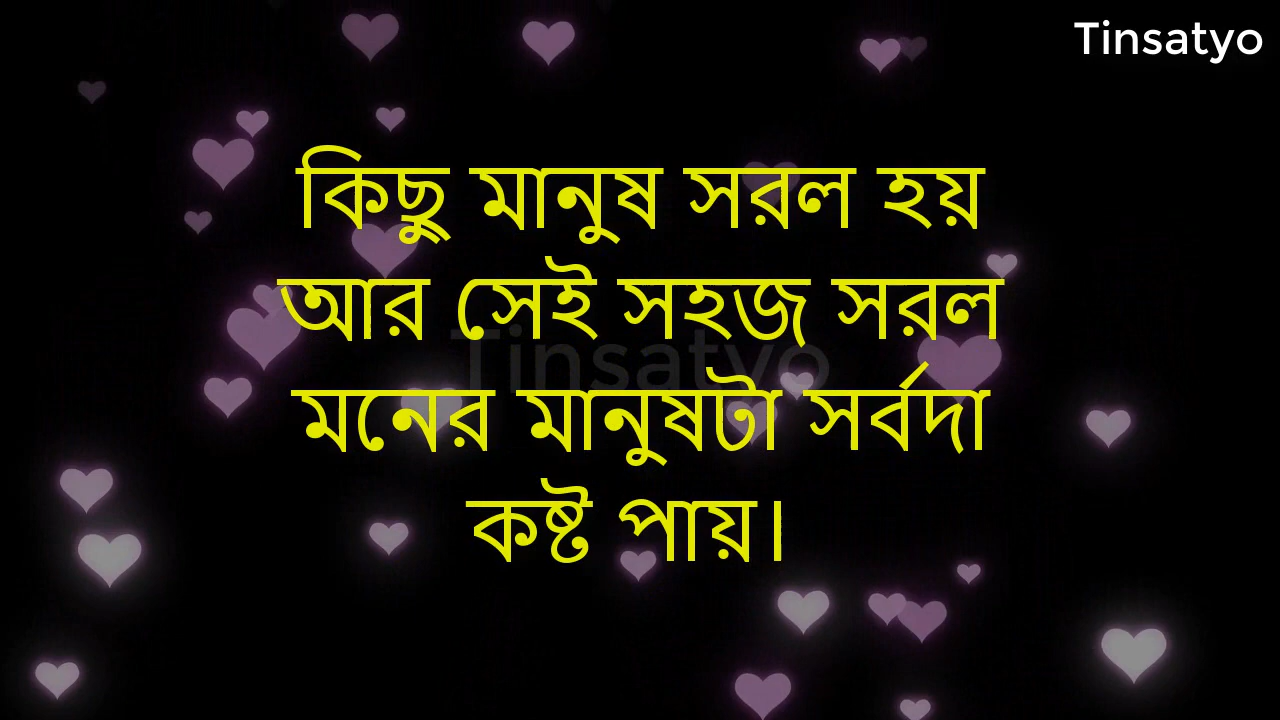 Tinsatyo
কিছু মানুষ সরল হয়
আর সেই সহজ সরল
Tinsatyo
মনের মানুষটা সর্বদা
কষ্ট পায়।